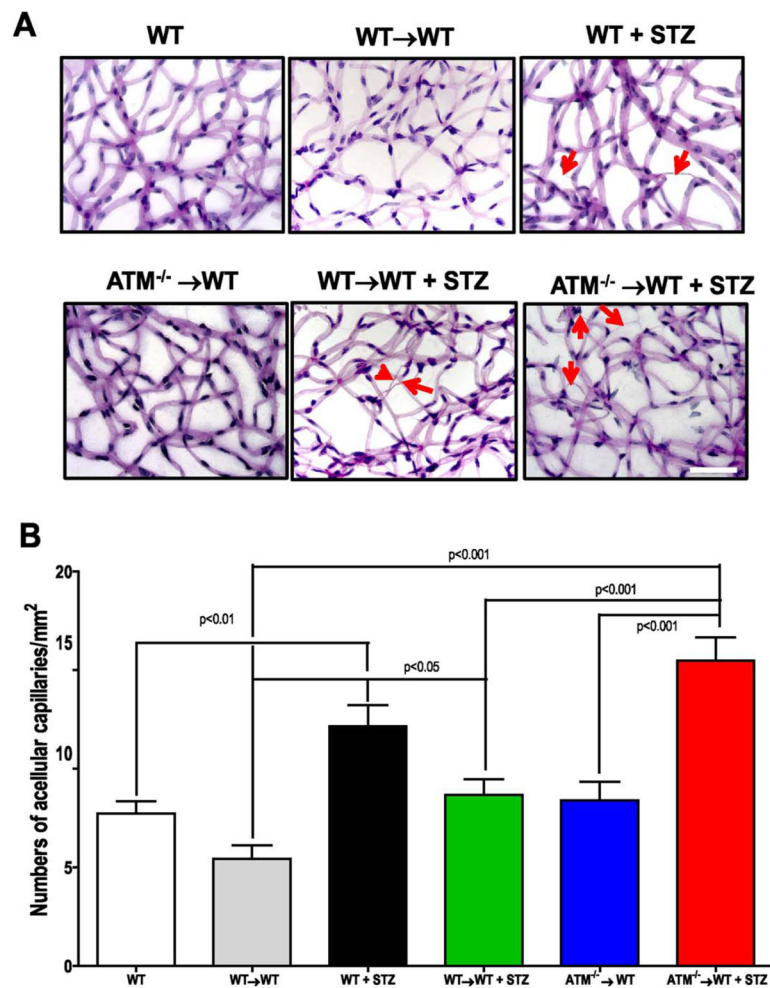 A
WT
WT→WT
WT + STZ
ATM-/- →WT
WT→WT + STZ
ATM-/- →WT + STZ
B
Numbers of acellular capillaries/mm2
20
15
10
5
0
p<0.001
p<0.001
p<0.01
p<0.001
p<0.05
WT
WT→WT
WT + STZ
WT→WT + STZ
ATM-/-→ WT
ATM-/-→WT + STZ